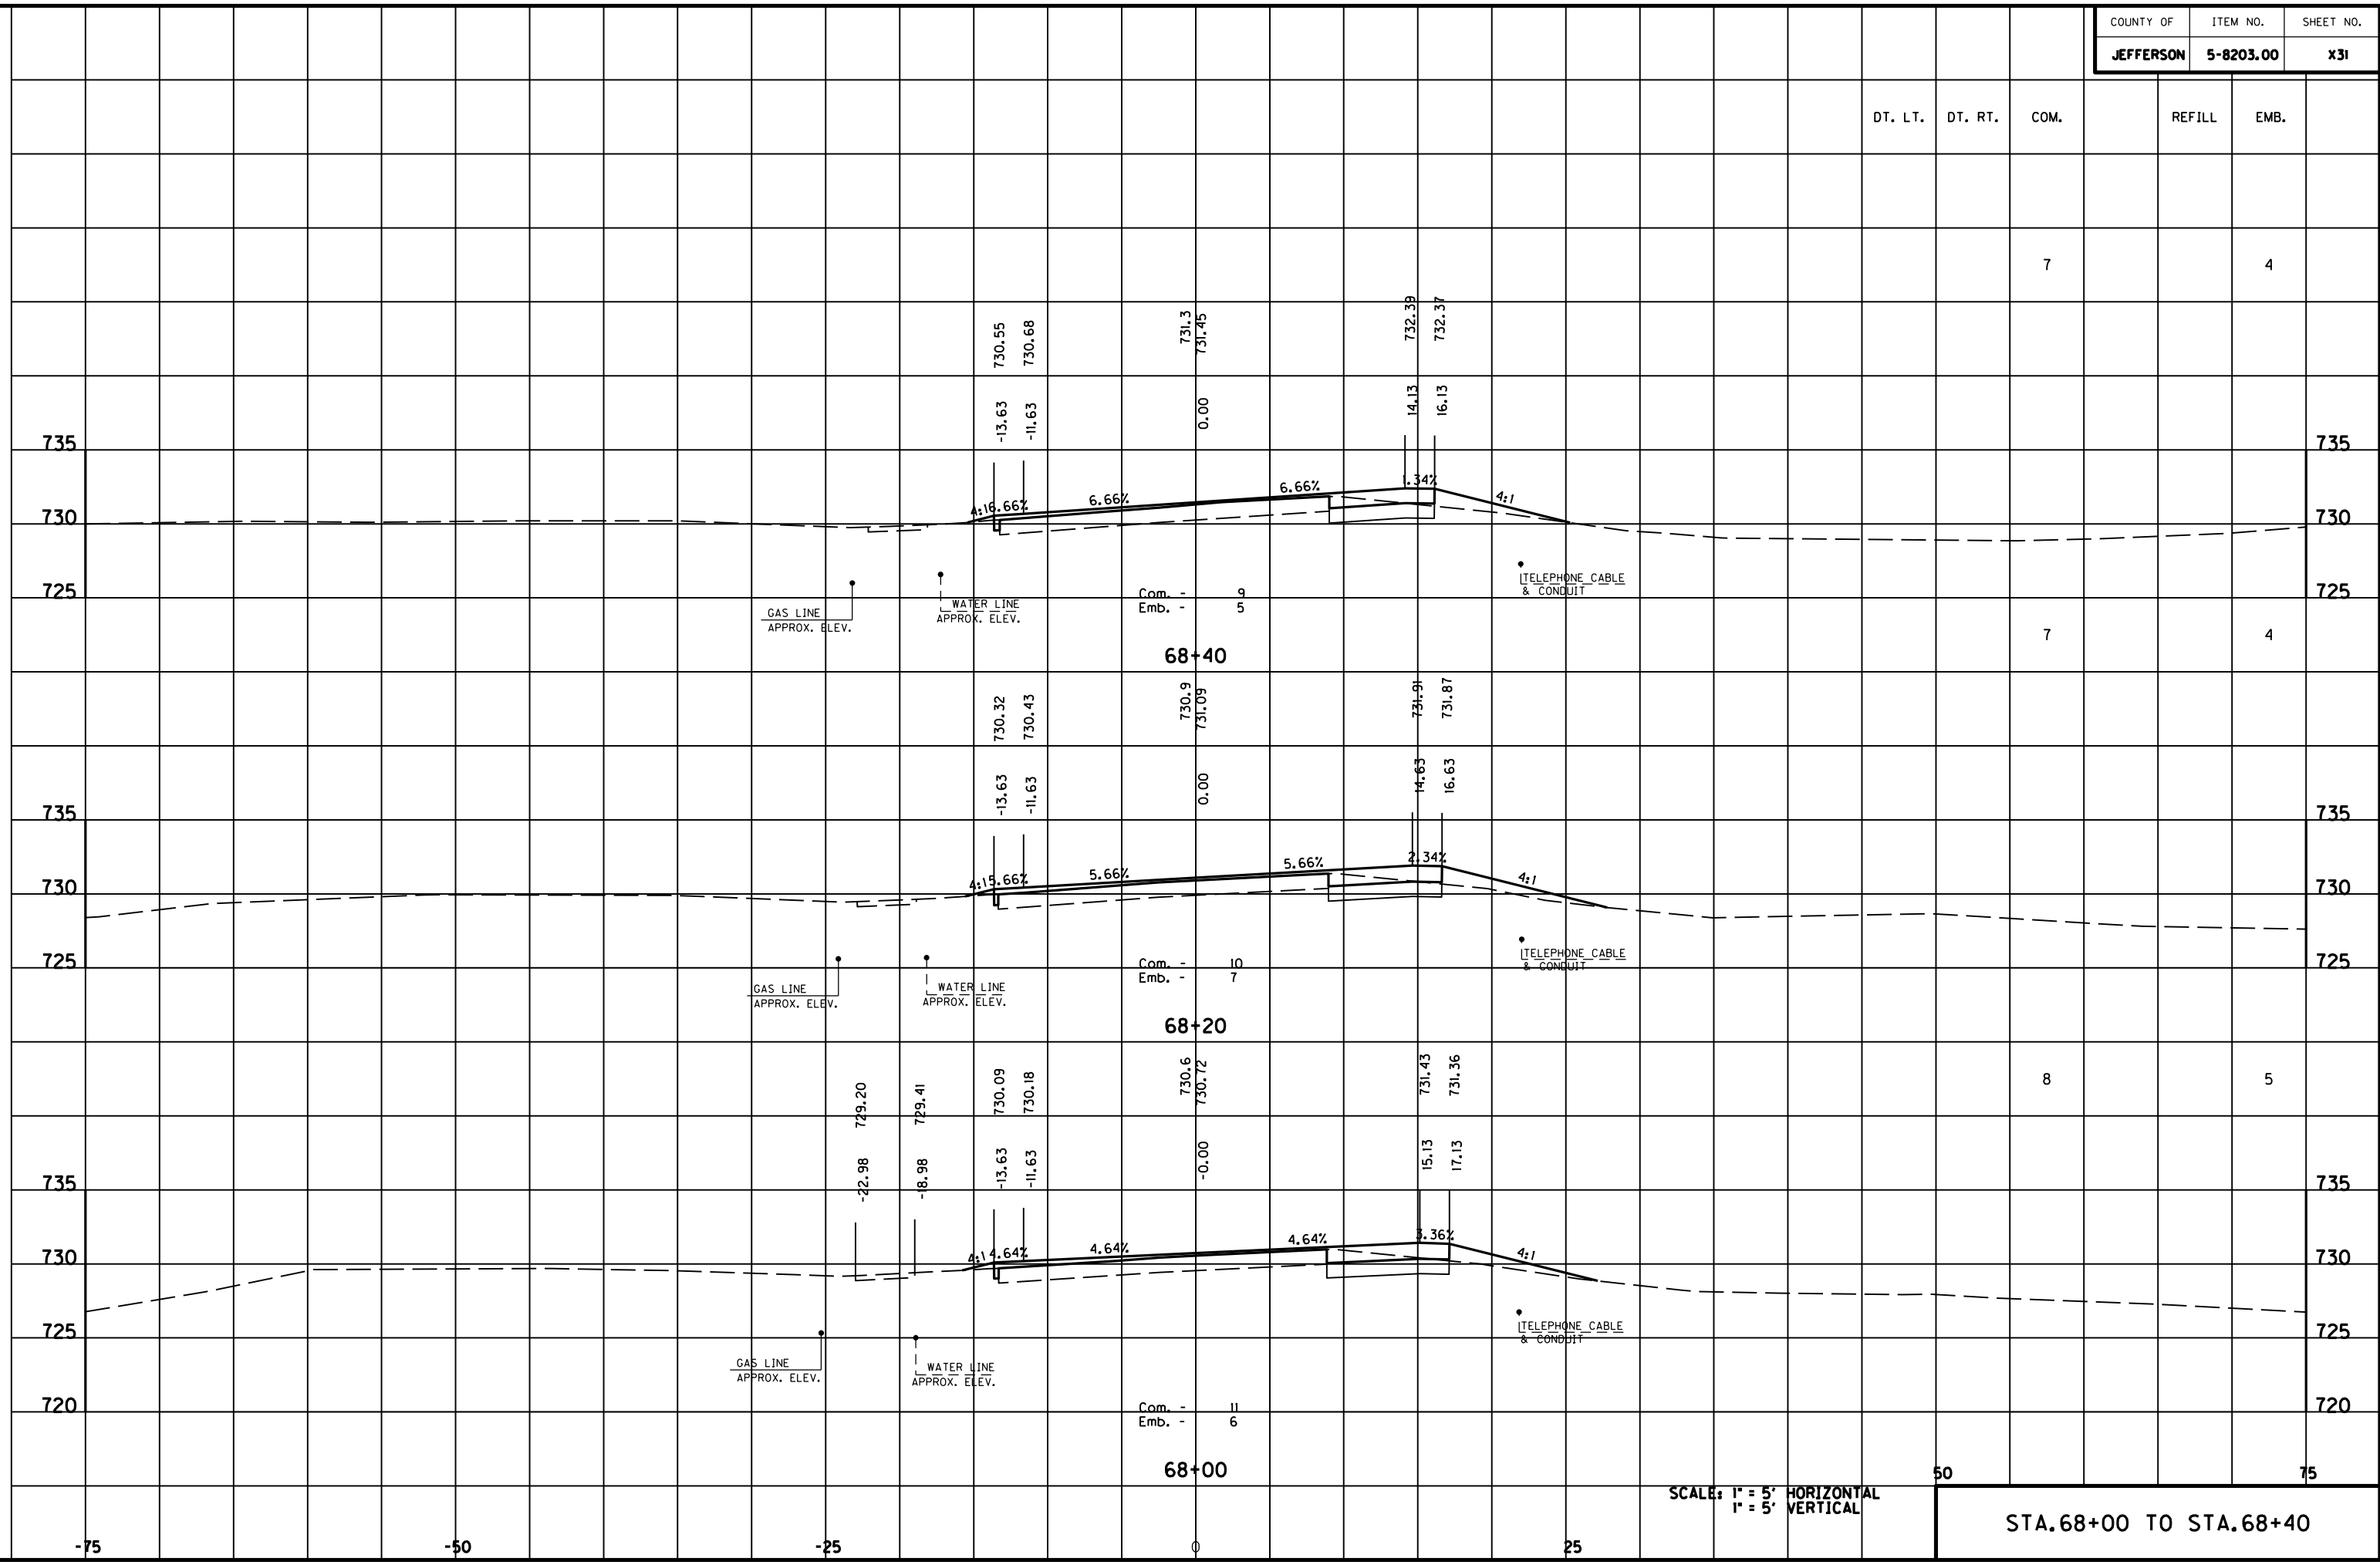 COUNTY OF ITEM NO. SHEET NO.
JEFFERSON 5-8203.00 X31
DT. LT. DT. RT. COM. REFILL EMB.
7 4
730.55 730.68 731.3 731.45 732.39 732.37
-13.63 -11.63 0.00 14.13 16.13
735 735
4:1 6.66% 6.66% 6.66% 1.34% 4:1
730 730
TELEPHONE CABLE
& CONDUIT
725 725
GAS LINE
APPROX. ELEV.
WATER LINE
APPROX. ELEV.
Com. - 9
Emb. - 5
7 4
68+40
730.32 730.43 730.9 731.09 731.91 731.87
-13.63 -11.63 0.00 14.63 16.63
735 735
4:1 5.66% 5.66% 5.66% 2.34% 4:1
730 730
TELEPHONE CABLE
& CONDUIT
725 725
GAS LINE
APPROX. ELEV.
WATER LINE
APPROX. ELEV.
Com. - 10
Emb. - 7
68+20
8 5
729.20 729.41 730.09 730.18 730.6 730.72 731.43 731.36
-22.98 -18.98 -13.63 -11.63 -0.00 15.13 17.13
735 735
4:1 4.64% 4.64% 4.64% 3.36% 4:1
730 730
TELEPHONE CABLE
& CONDUIT
725 725
GAS LINE
APPROX. ELEV.
WATER LINE
APPROX. ELEV.
720 720
Com. - 11
Emb. - 6
68+00
50 75
SCALE: 1" = 5' HORIZONTAL
1" = 5' VERTICAL
STA.68+00 TO STA.68+40
-75 -50 -25 0 25